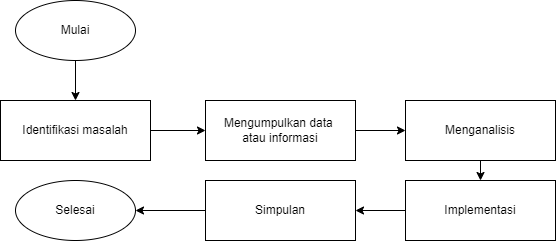 Mulai
Identifikasi masalah
Mengumpulkan data
atau informasi
Menganalisis
Implementasi
Simpulan
Selesai